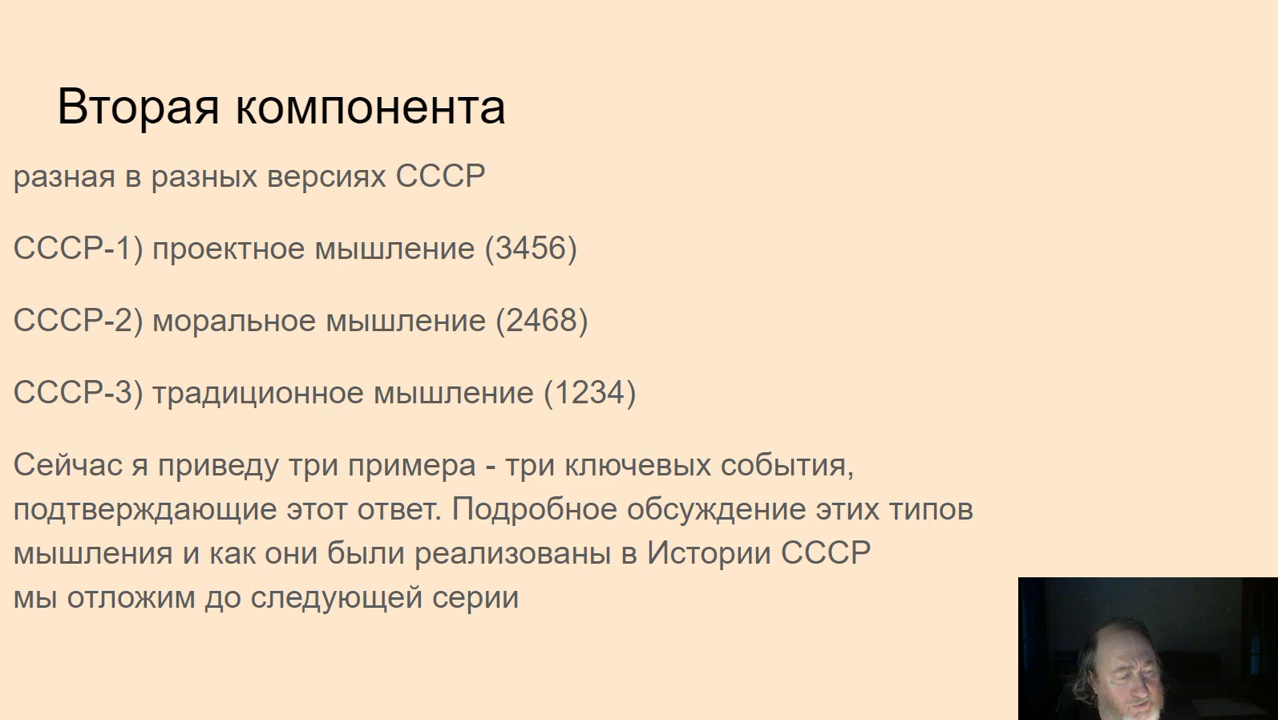 Вторая компонента
разная в разных версиях СССР
СССР-1) проектное мышление (3456)
СССР-2) моральное мышление (2468)
СССР-3) традиционное мышление (1234)
Сейчас я приведу три примера - три ключевых события,
подтверждающие этот ответ. Подробное обсуждение этих типов
мышления и как они были реализованы в Истории СССР
мы отложим до следующей серии